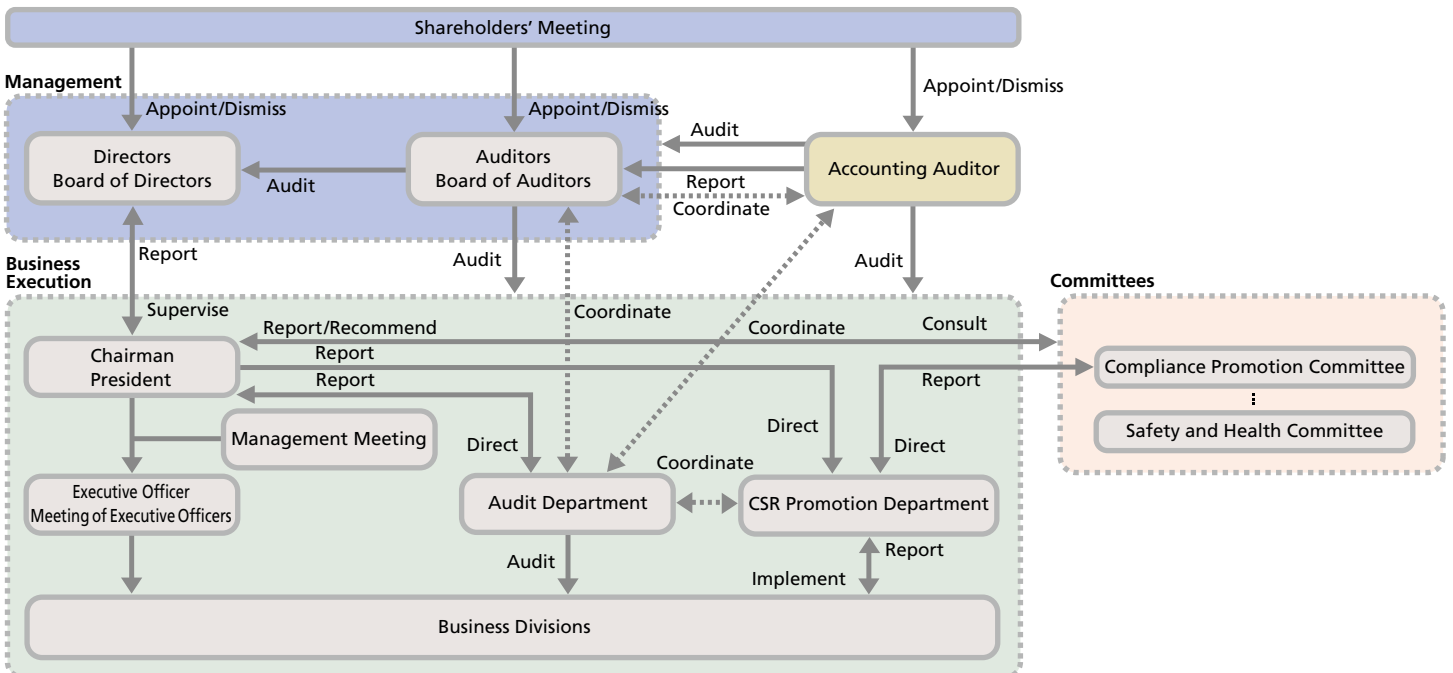 Shareholders’ Meeting
Management
Appoint/Dismiss
Appoint/Dismiss
Appoint/Dismiss
Directors
Board of Directors
Audit
Auditors
Board of Auditors
Audit
Report
Coordinate
Accounting Auditor
Report
Audit
Audit
Business
Execution
Committees
Supervise
Coordinate
Report/Recommend
Coordinate
Consult
Chairman
President
Report
Report
Report
Compliance Promotion Committee
Safety and Health Committee
Management Meeting
Direct
Direct
Direct
Coordinate
Executive Officer
Meeting of Executive Officers
Audit Department
CSR Promotion Department
Audit
Report
Implement
Business Divisions